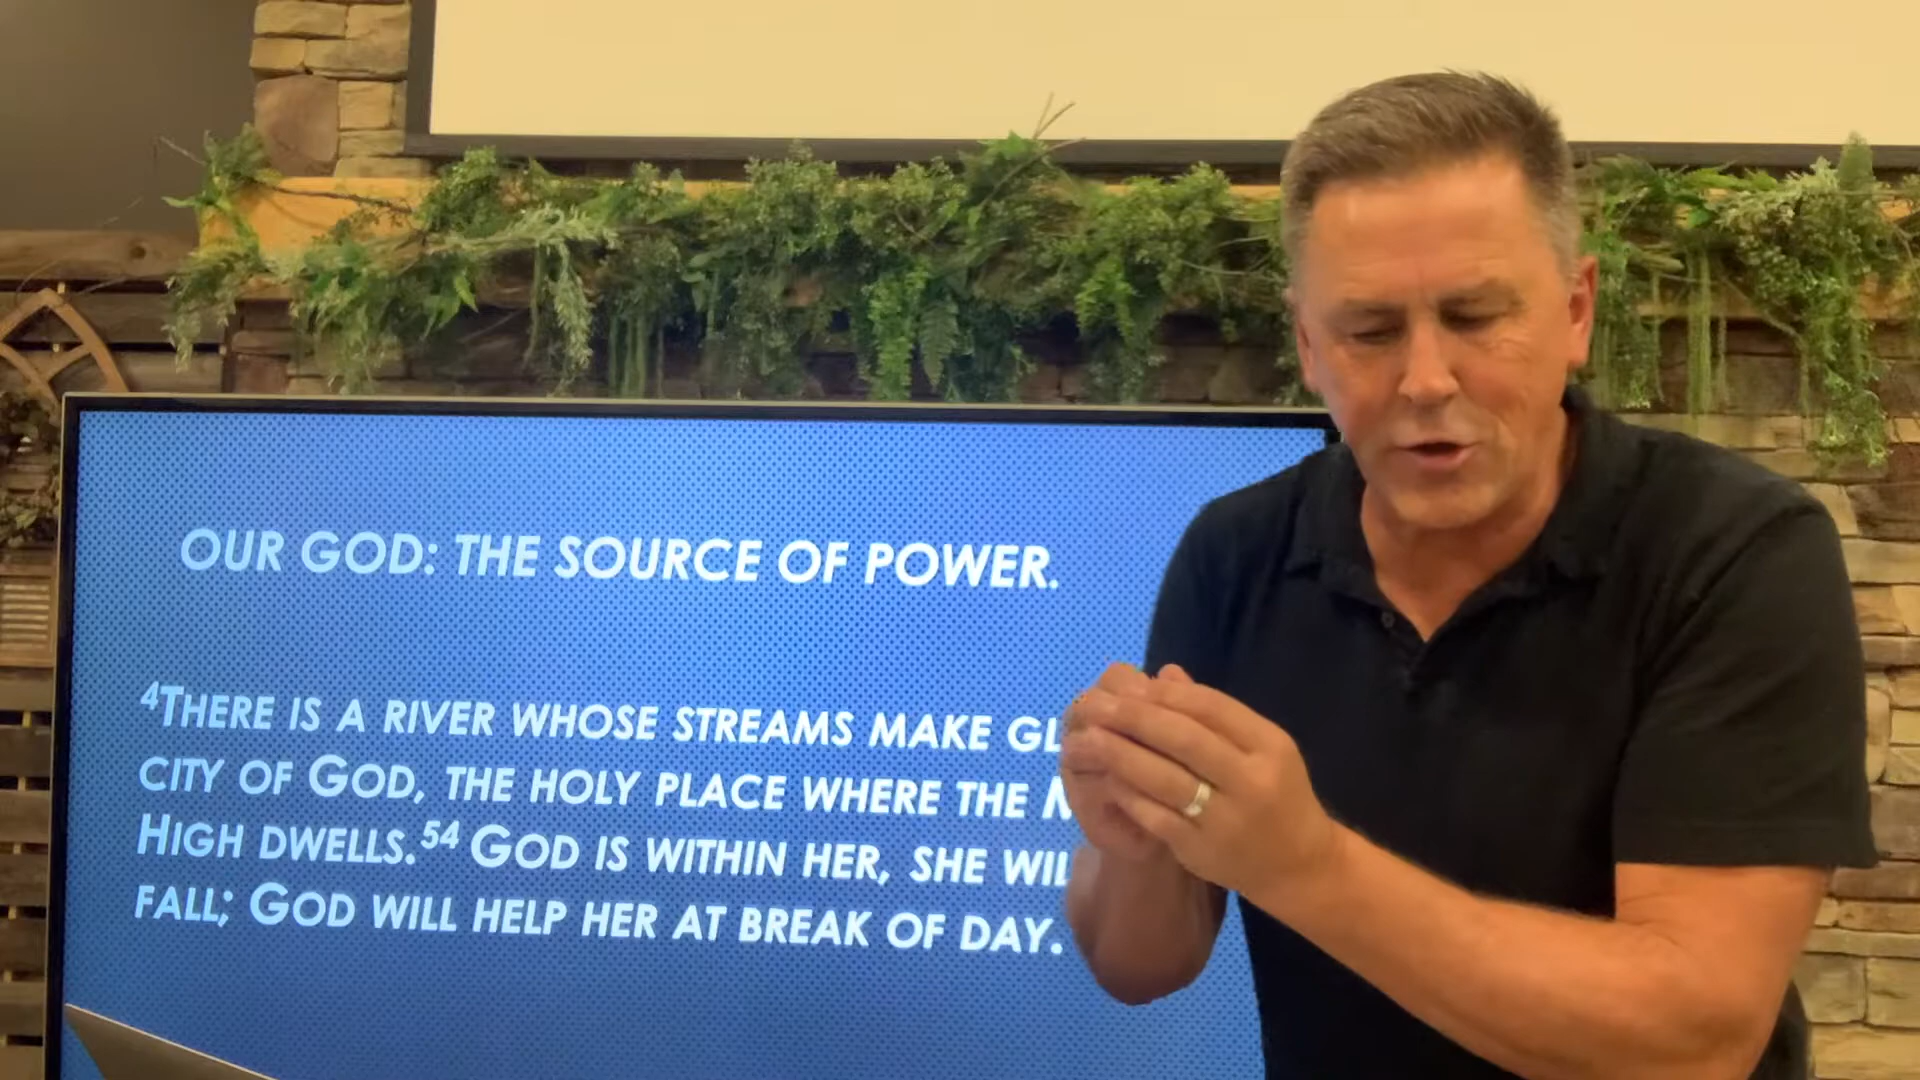 OUR GOD: THE SOURCE OF POWER.
⁴THERE IS A RIVER WHOSE STREAMS MAKE
CITY OF GOD, THE HOLY PLACE WHERE THE
HIGH DWELLS.⁵⁴ GOD IS WITHIN HER, SHE
FALL; GOD WILL HELP HER AT BREAK OF DAY.